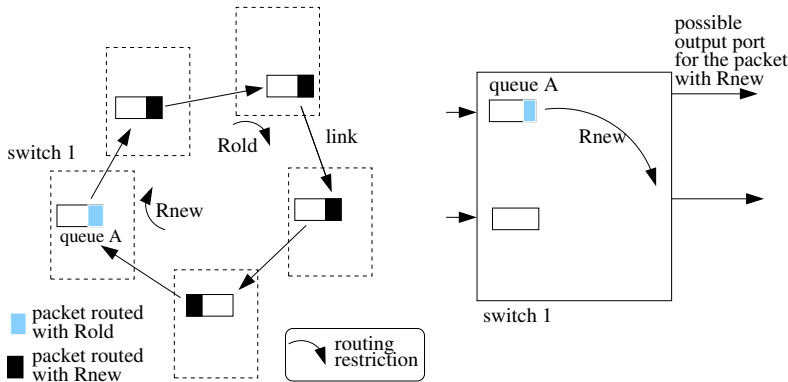 switch 1
Rold
link
Rnew
queue A
packet routed
with Rold
packet routed
with Rnew
routing
restriction
possible
output port
for the packet
with Rnew
queue A
Rnew
switch 1